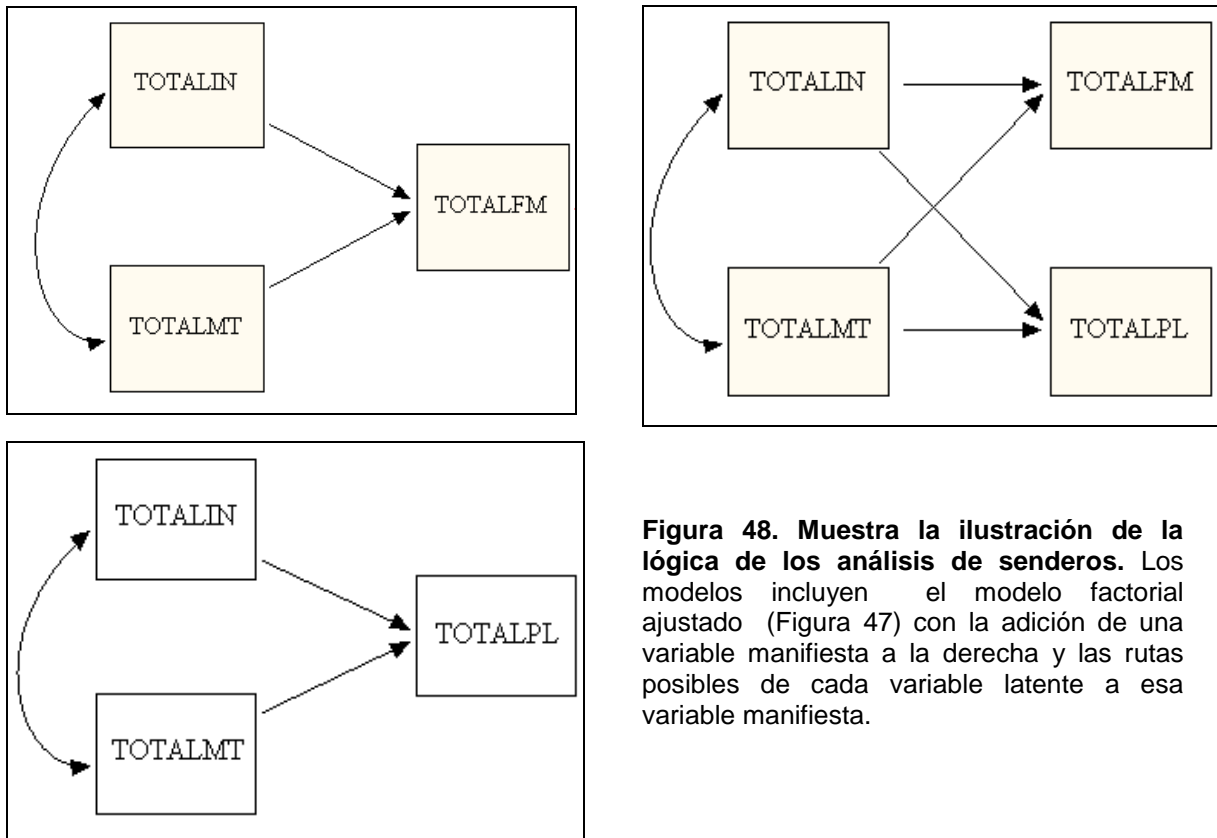 TOTALIN
TOTALFM
TOTALMT
TOTALIN
TOTALFM
TOTALMT
TOTALPL
TOTALIN
TOTALPL
TOTALMT
Figura 48. Muestra la ilustración de la
lógica de los análisis de senderos. Los
modelos incluyen el modelo factorial
ajustado (Figura 47) con la adición de una
variable manifiesta a la derecha y las rutas
posibles de cada variable latente a esa
variable manifiesta.